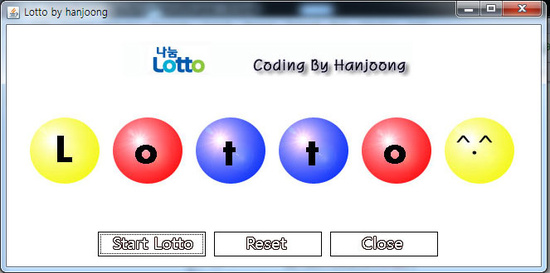 Lotto by hanjoong
나눔
Lotto
Coding By Hanjoong
L o t t o ^.^
Start Lotto Reset Close